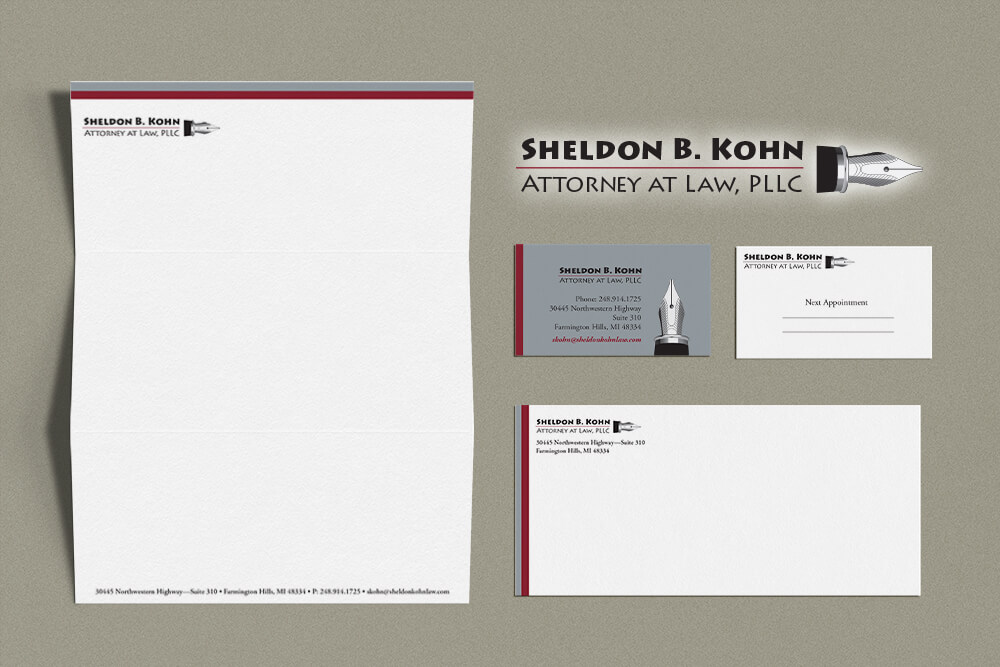 SHELDON B. KOHN
ATTORNEY AT LAW, PLLC
30445 Northwestern Highway—Suite 310 • Farmington Hills, MI 48334 • P: 248.914.1725 • skohn@sheldonkohnlaw.com
SHELDON B. KOHN
ATTORNEY AT LAW, PLLC
SHELDON B. KOHN
ATTORNEY AT LAW, PLLC
Phone: 248.914.1725
30445 Northwestern Highway
Suite 310
Farmington Hills, MI 48334
skohn@sheldonkohnlaw.com
SHELDON B. KOHN
ATTORNEY AT LAW, PLLC
Next Appointment
SHELDON B. KOHN
ATTORNEY AT LAW, PLLC
30445 Northwestern Highway—Suite 310
Farmington Hills, MI 48334